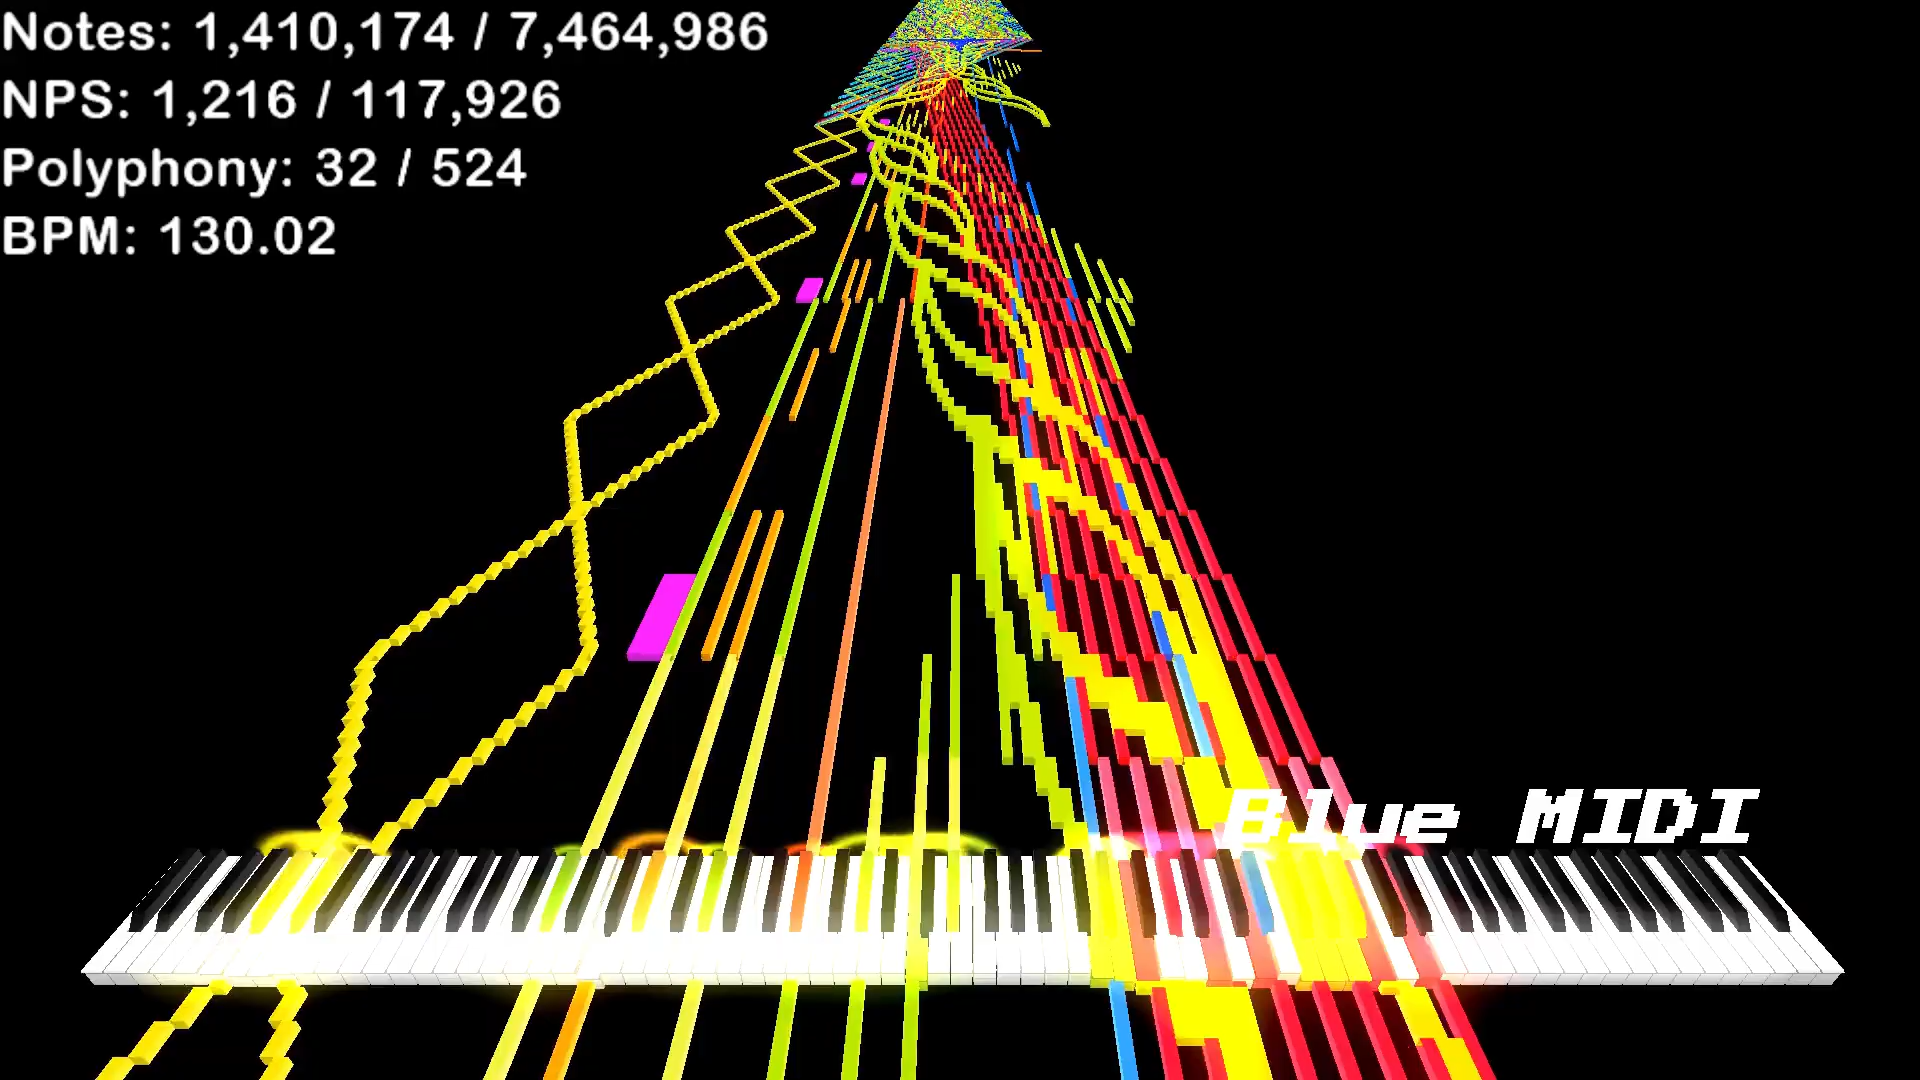 Notes: 1,410,174 / 7,464,986
NPS: 1,216 / 117,926
Polyphony: 32 / 524
BPM: 130.02
Blue MIDI